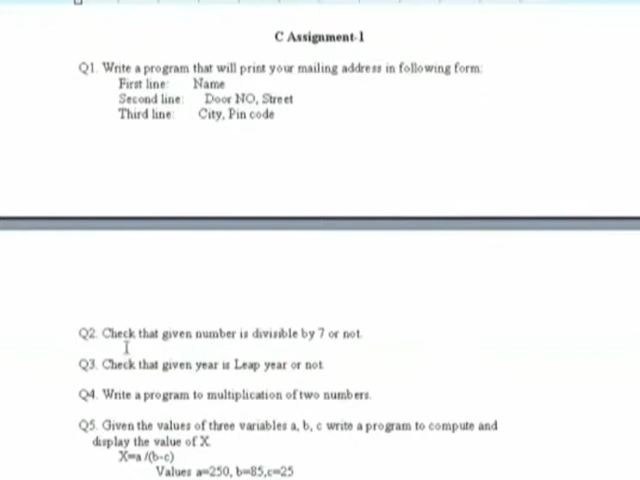 C Assignment-1
Q1. Write a program that will print your mailing address in following form:
First line: Name
Second line: Door NO, Street
Third line: City, Pin code
Q2. Check that given number is divisible by 7 or not.
Q3. Check that given year is Leap year or not
Q4. Write a program to multiplication of two numbers.
Q5. Given the values of three variables a, b, c write a program to compute and
display the value of X.
X=a /(b-c)
Values a=250, b=85,c=25